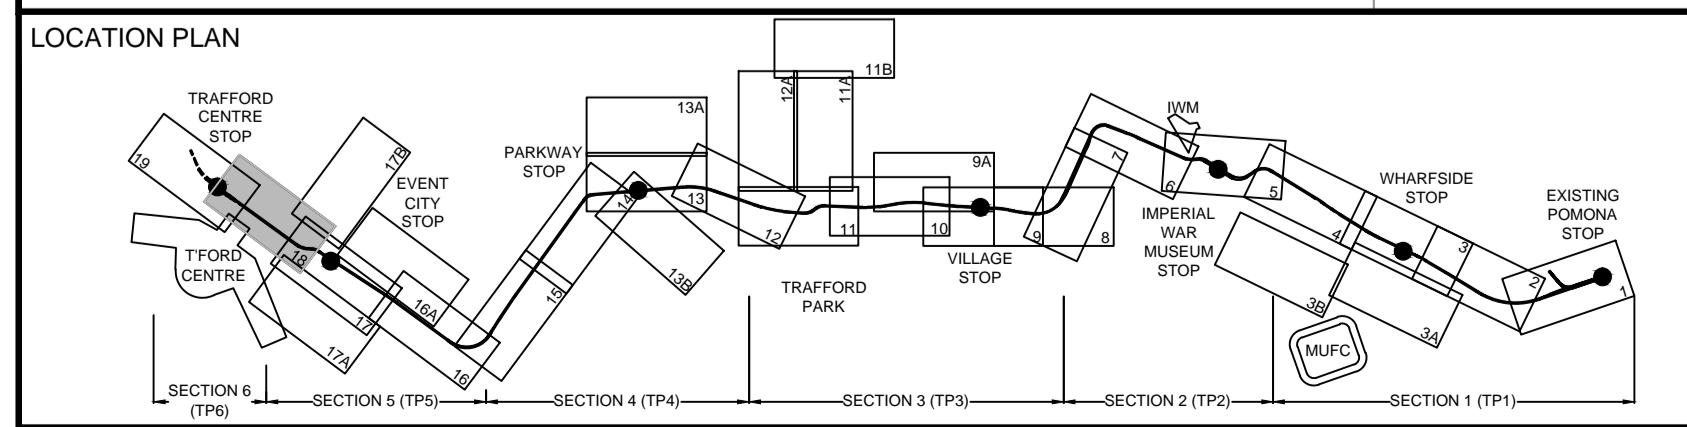 LOCATION PLAN
TRAFFORD
CENTRE
STOP
19
17B
EVENT
CITY
STOP
T'FORD
CENTRE
18
17
17A
16A
16
15
PARKWAY
STOP
14
13A
13
13B
12
12A
11A
11B
11
10
9A
9
8
VILLAGE
STOP
TRAFFORD
PARK
7
IWM
6
5
IMPERIAL
WAR
MUSEUM
STOP
WHARFSIDE
STOP
4
3
3B
3A
MUFC
EXISTING
POMONA
STOP
2
1
SECTION 6
(TP6)
SECTION 5 (TP5)
SECTION 4 (TP4)
SECTION 3 (TP3)
SECTION 2 (TP2)
SECTION 1 (TP1)